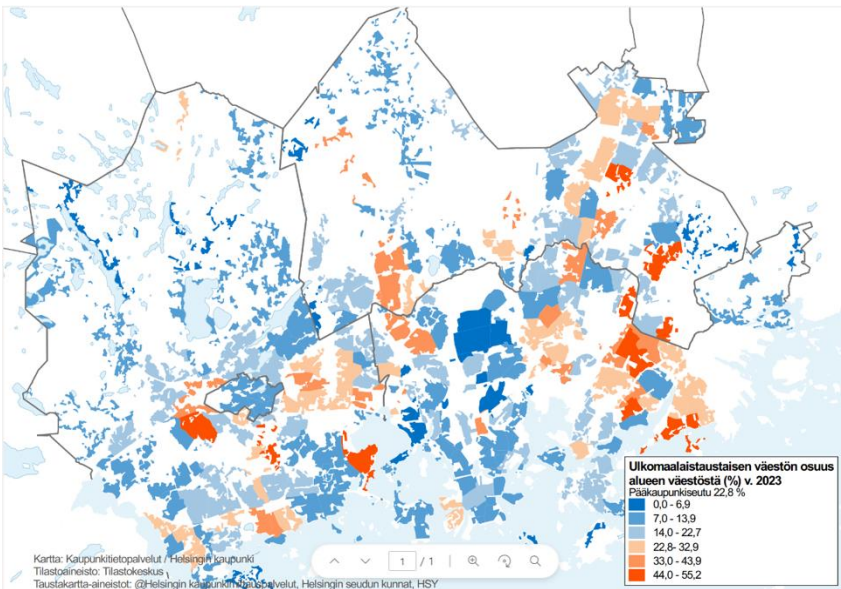 Ulkomaalaistaustaisen väestön osuus
alueen väestöstä (%) v. 2023
Pääkaupunkiseutu 22,8 %
0,0 - 6,9
7,0 - 13,9
14,0 - 22,7
22,8- 32,9
33,0 - 43,9
44,0 - 55,2
Kartta: Kaupunkitietopalvelut / Helsingin kaupunki
Tilastoaineisto: Tilastokeskus
1 / 1
Taustakartta-aineistot: @Helsingin kaupunkimittauspalvelut, Helsingin seudun kunnat, HSY